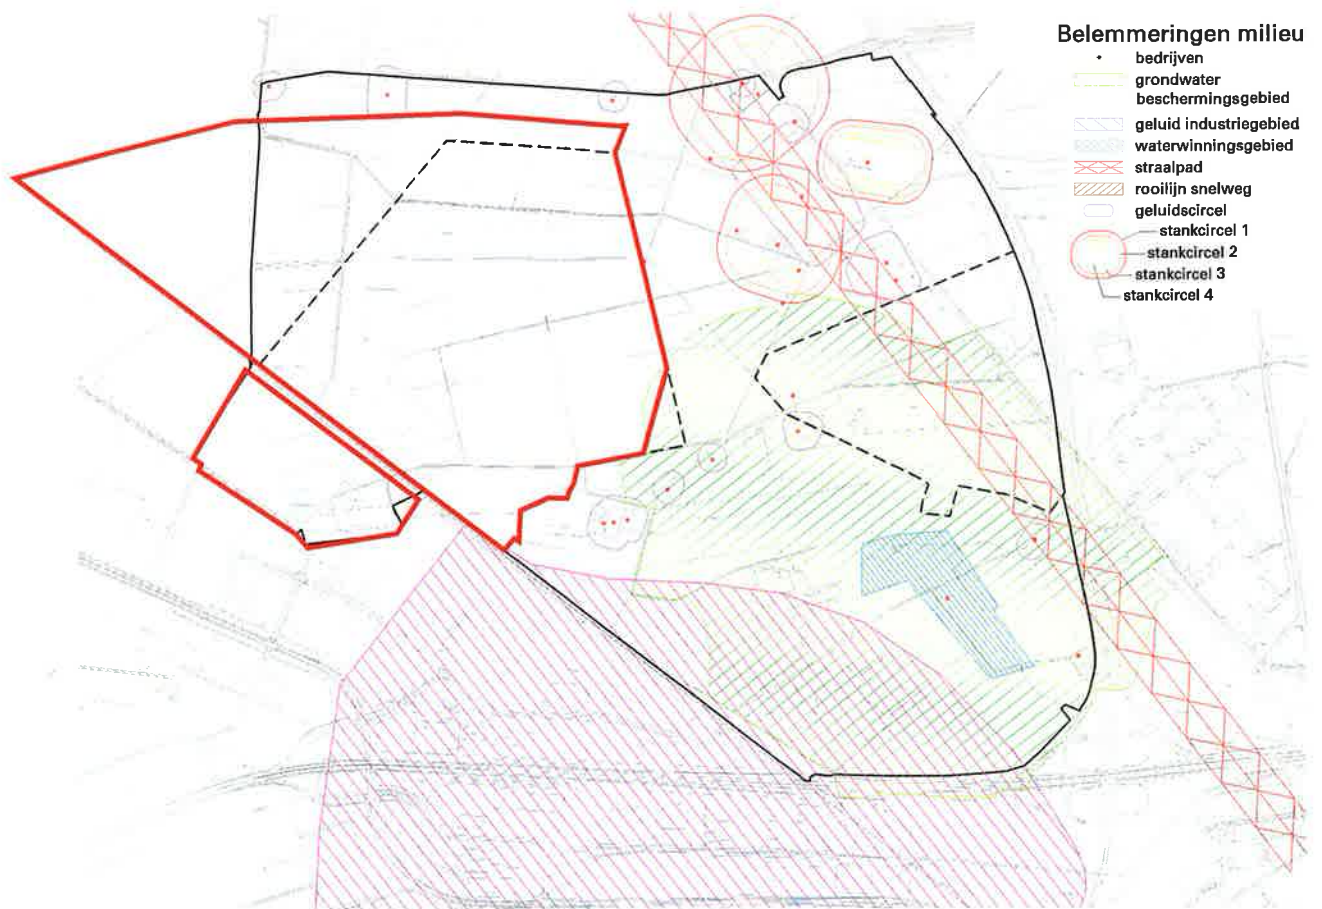 Belemmeringen milieu
bedrijven
grondwater
beschermingsgebied
geluid industriegebied
waterwinningsgebied
straalpad
rooilijn snelweg
geluidscircel
stankcircel 1
stankcircel 2
stankcircel 3
stankcircel 4